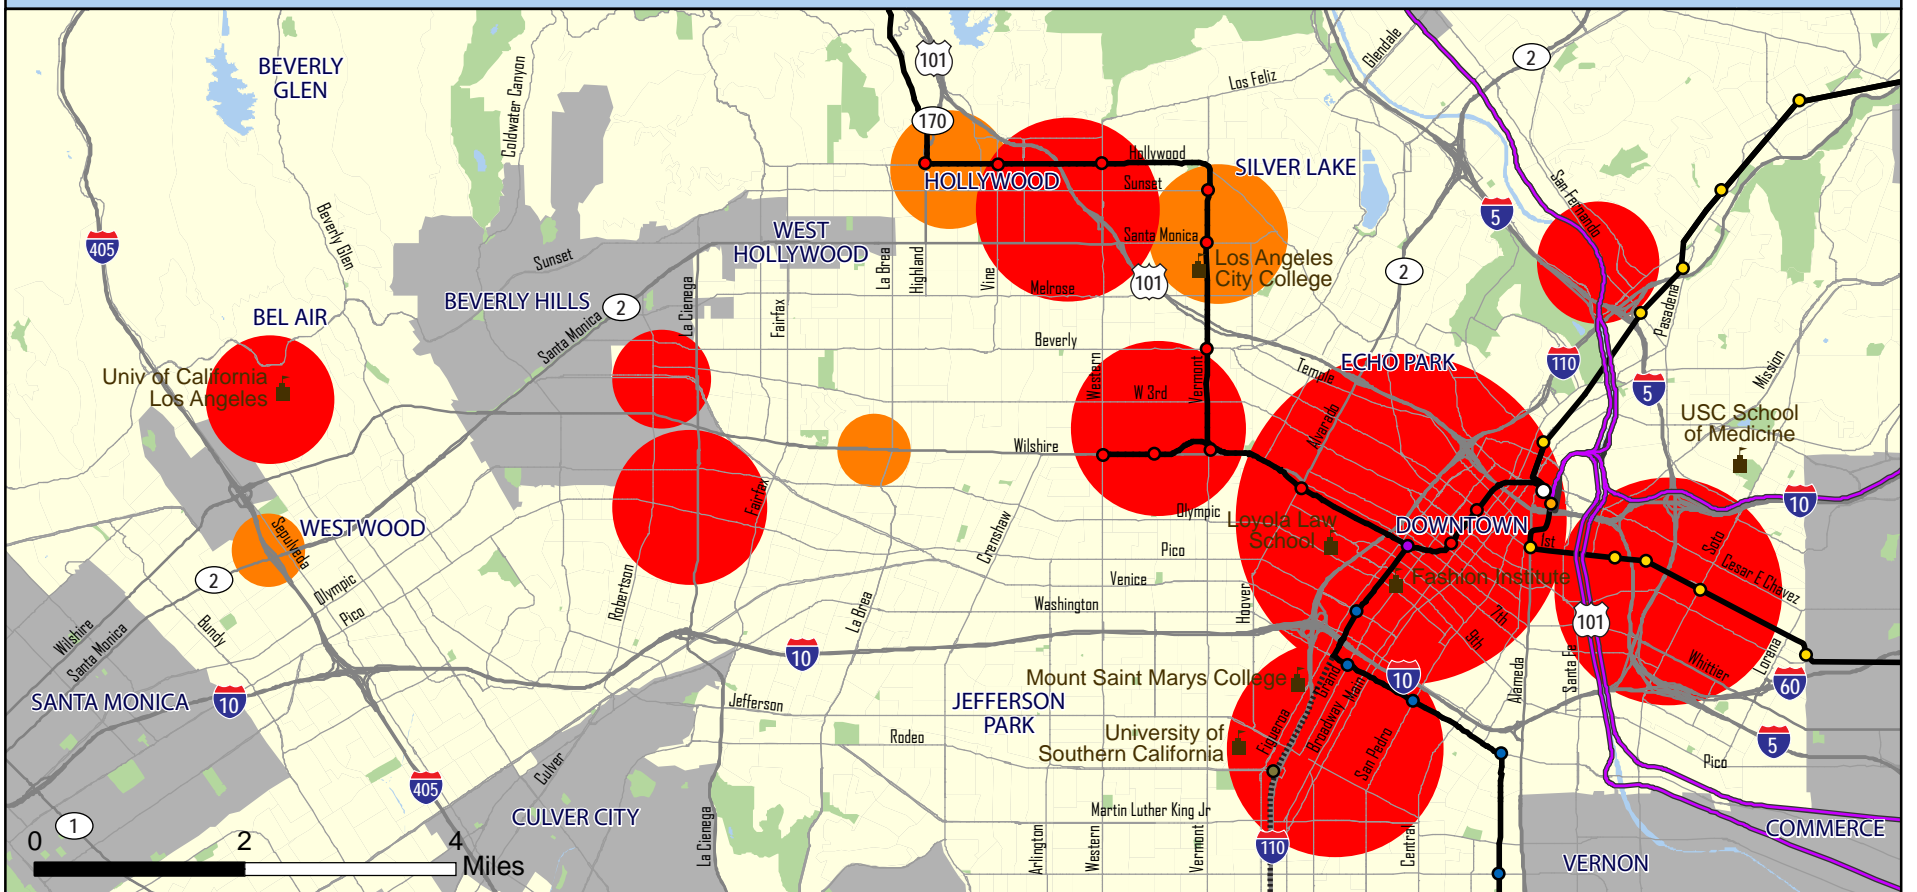 BEVERLY
GLEN
Coldwater Canyon
101
170
Los Feliz
Glendale
2
Hollywood
HOLLYWOOD
Sunset
SILVER LAKE
San Fernando
5
405
Beverly Glen
Sunset
WEST
HOLLYWOOD
La Brea
Highland
Vine
Santa Monica
101
Los Angeles
City College
2
Melrose
BEVERLY HILLS
2
Santa Monica
La Cienega
Fairfax
BEL AIR
Beverly
Western
W 3rd
Vermont
Temple
ECHO PARK
110
5
Pasadena
Mission
Univ of California
Los Angeles
Alvarado
USC School
of Medicine
Wilshire
Fairfax
Olympic
Crenshaw
Loyola Law
School
DOWNTOWN
1st
10
Soto
Cesar E Chavez
WESTWOOD
Sepulveda
2
Olympic
Pico
Bundy
Robertson
La Brea
Pico
Venice
Washington
Hoover
Fashion Institute
7th
9th
101
Wilshire
Santa Monica
10
SANTA MONICA
10
Mount Saint Marys College
Grand
10
Alameda
Santa Fe
Whittier
Lorena
60
Jefferson
JEFFERSON
PARK
Rodeo
University of
Southern California
Figueroa
Broadway
Main
San Pedro
5
Pico
405
Culver
CULVER CITY
La Cienega
Martin Luther King Jr
Arlington
Western
Vermont
110
Central
VERNON
COMMERCE
1
0 2 4
Miles